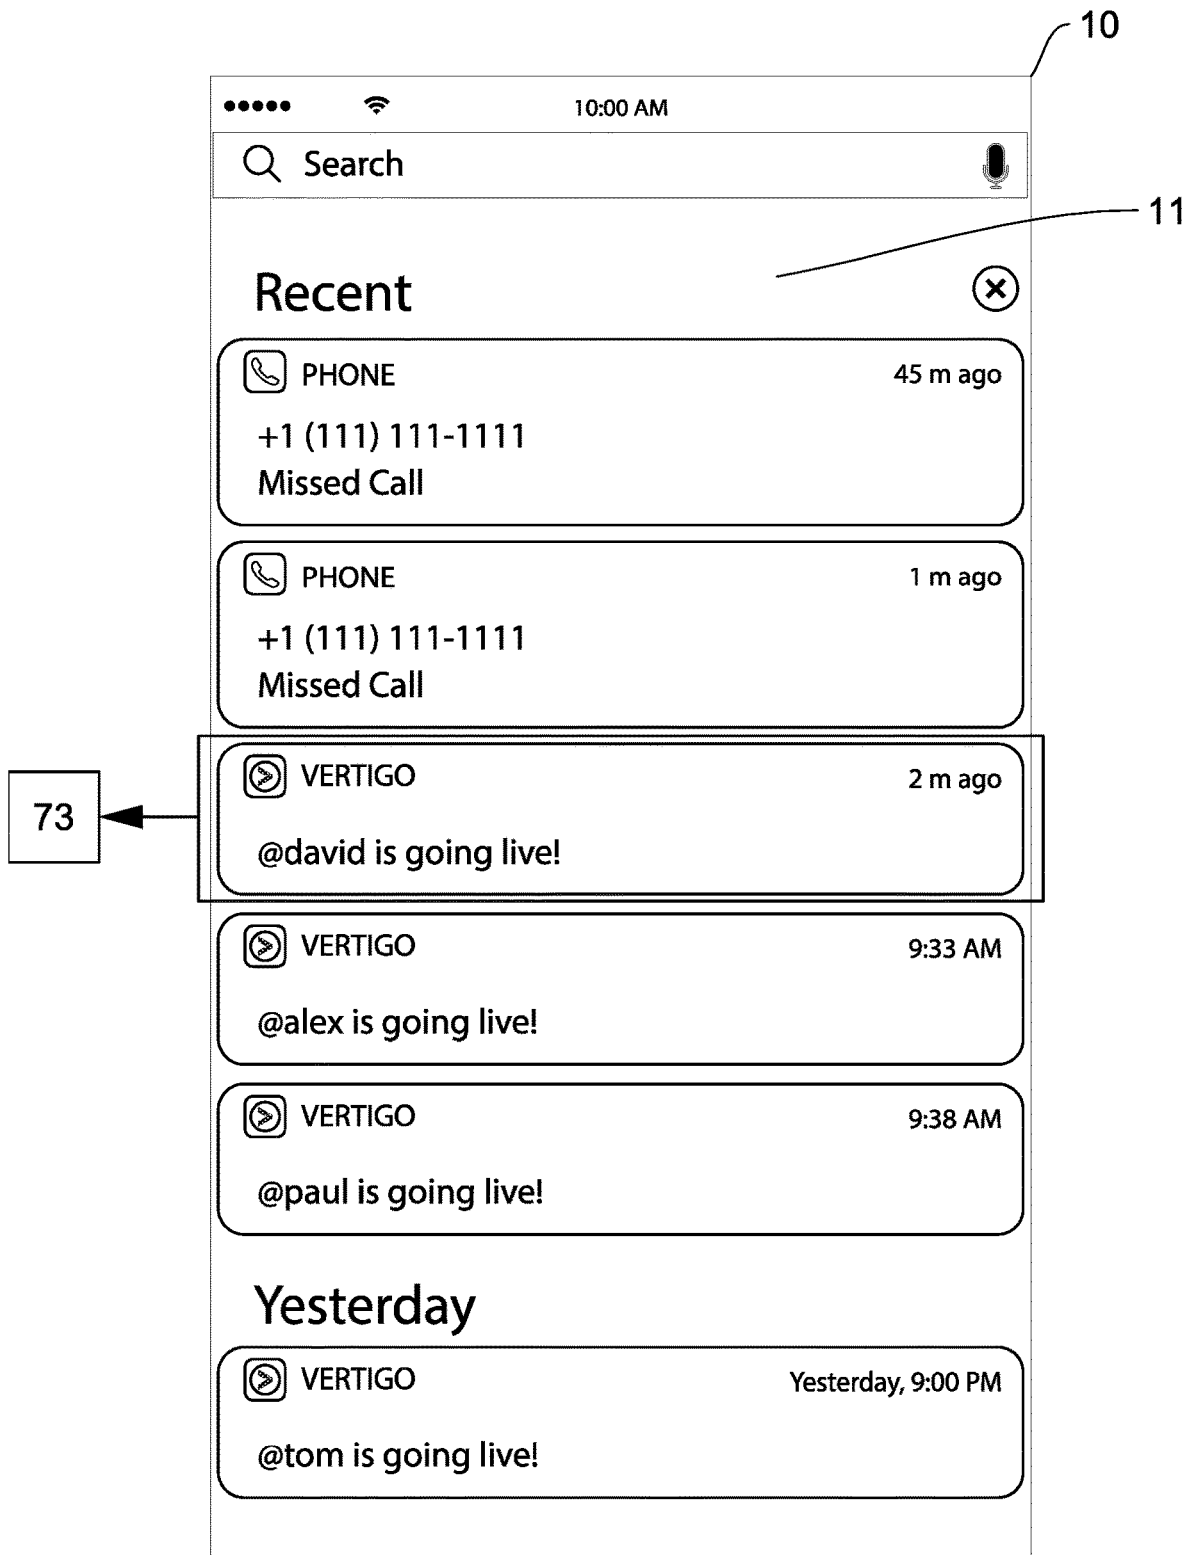 10
10:00 AM
Search
11
Recent
PHONE 45 m ago
+1 (111) 111-1111
Missed Call
PHONE 1 m ago
+1 (111) 111-1111
Missed Call
VERTIGO 2 m ago
73
@david is going live!
VERTIGO 9:33 AM
@alex is going live!
VERTIGO 9:38 AM
@paul is going live!
Yesterday
VERTIGO Yesterday, 9:00 PM
@tom is going live!